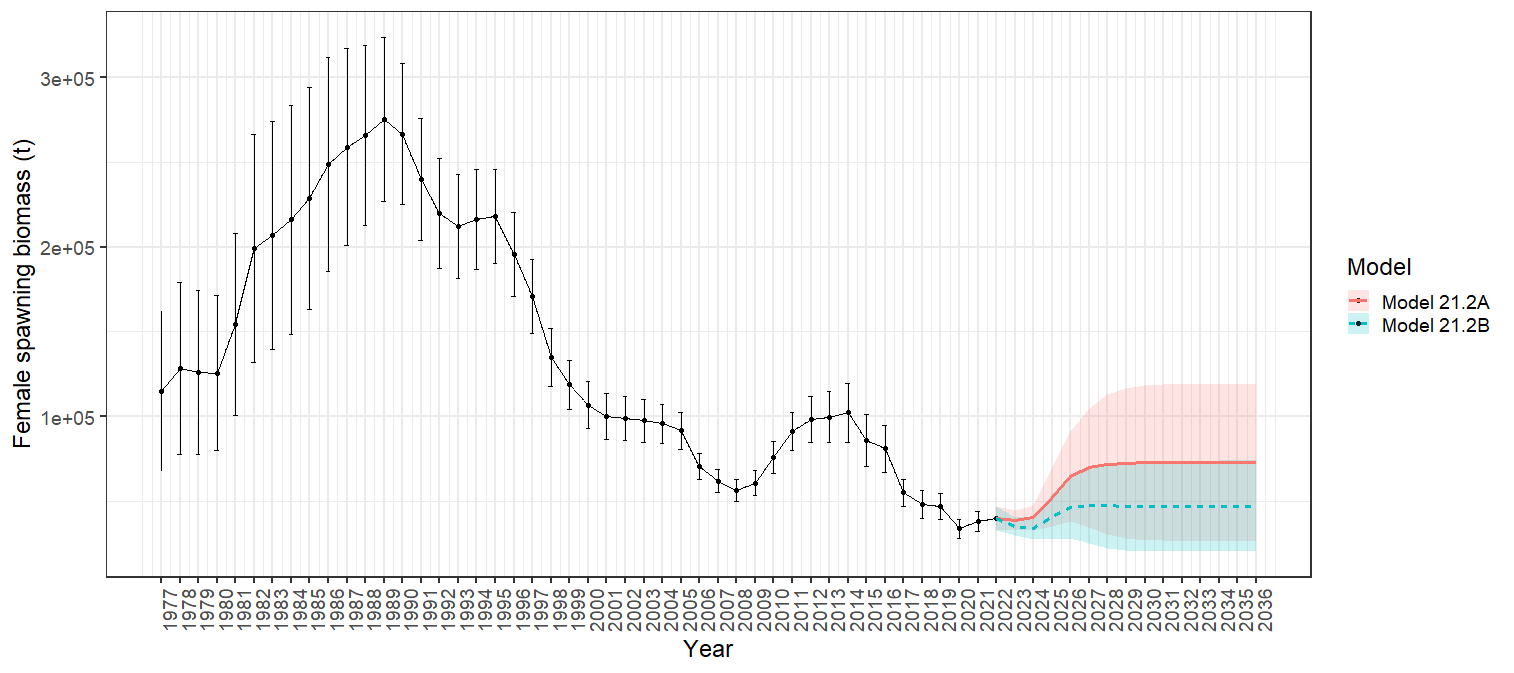 3e+05
2e+05
1e+05
Female spawning biomass (t)
1977 1978 1979 1980 1981 1982 1983 1984 1985 1986 1987 1988 1989 1990 1991 1992 1993 1994 1995 1996 1997 1998 1999 2000 2001 2002 2003 2004 2005 2006 2007 2008 2009 2010 2011 2012 2013 2014 2015 2016 2017 2018 2019 2020 2021 2022 2023 2024 2025 2026 2027 2028 2029 2030 2031 2032 2033 2034 2035 2036
Year
Model
Model 21.2A
Model 21.2B